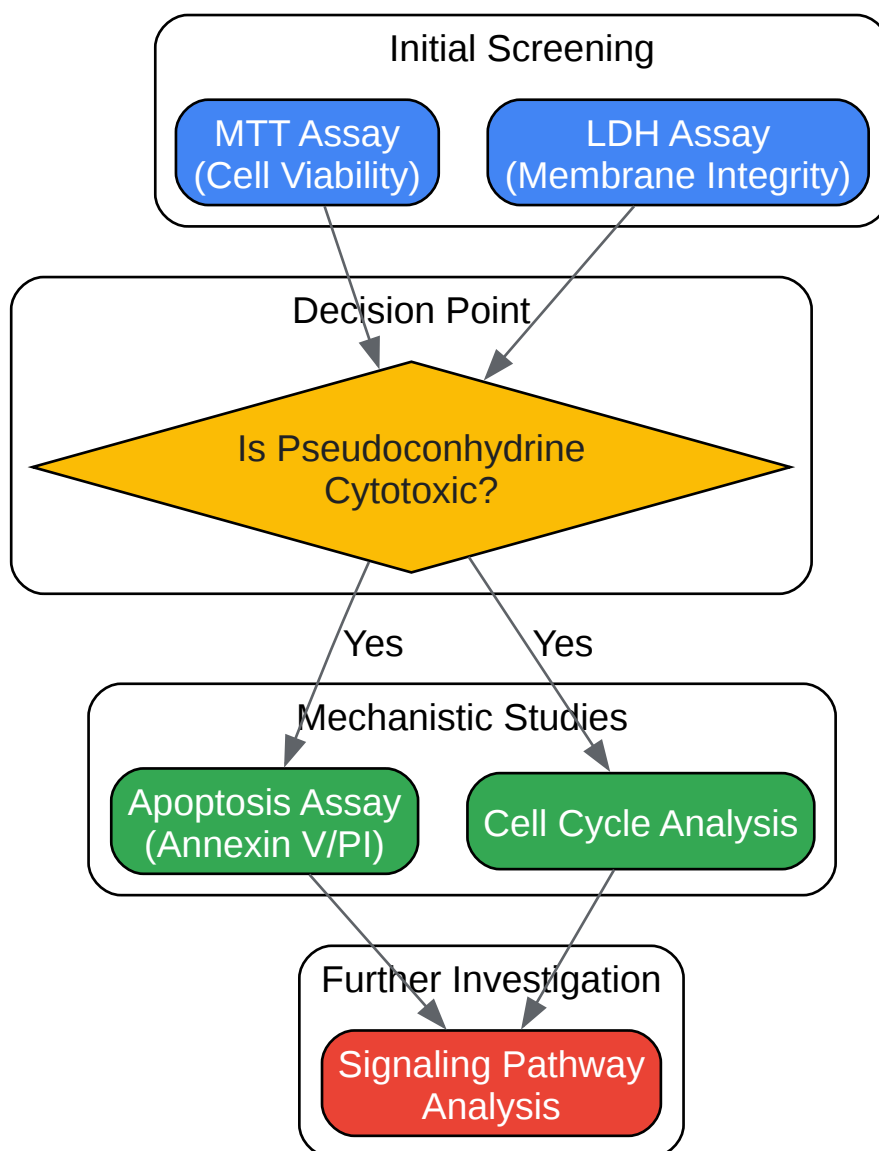 Initial Screening
MTT Assay
(Cell Viability)
LDH Assay
(Membrane Integrity)
Decision Point
Is Pseudoconhydrine
Cytotoxic?
Yes
Yes
Mechanistic Studies
Apoptosis Assay
(Annexin V/PI)
Cell Cycle Analysis
Further Investigation
Signaling Pathway
Analysis